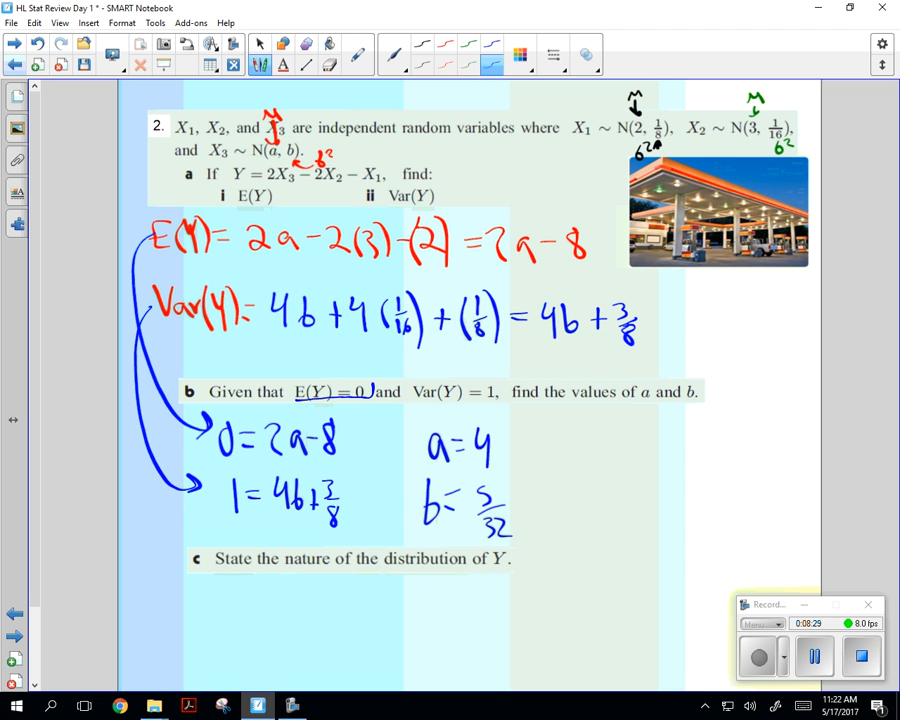 HL Stat Review Day 1 * - SMART Notebook
File Edit View Insert Format Tools Add-ons Help
2. X₁, X₂, and X₃ are independent random variables where X₁ ~ N(2, 1/8), X₂ ~ N(3, 1/16),
and X₃ ~ N(a, b).
a If Y = 2X₃ − 2X₂ − X₁, find:
i E(Y) ii Var(Y)
E(Y) = 2a - 2(3) - (2) = 2a - 8
Var(Y) = 4b + 4(1/16) + (1/8) = 4b + 3/8
b Given that E(Y) = 0 and Var(Y) = 1, find the values of a and b.
0 = 2a - 8 a = 4
1 = 4b + 3/8 b = 5/32
c State the nature of the distribution of Y.
Record...
Menu... 0:08:29 8.0 fps
11:22 AM
5/17/2017